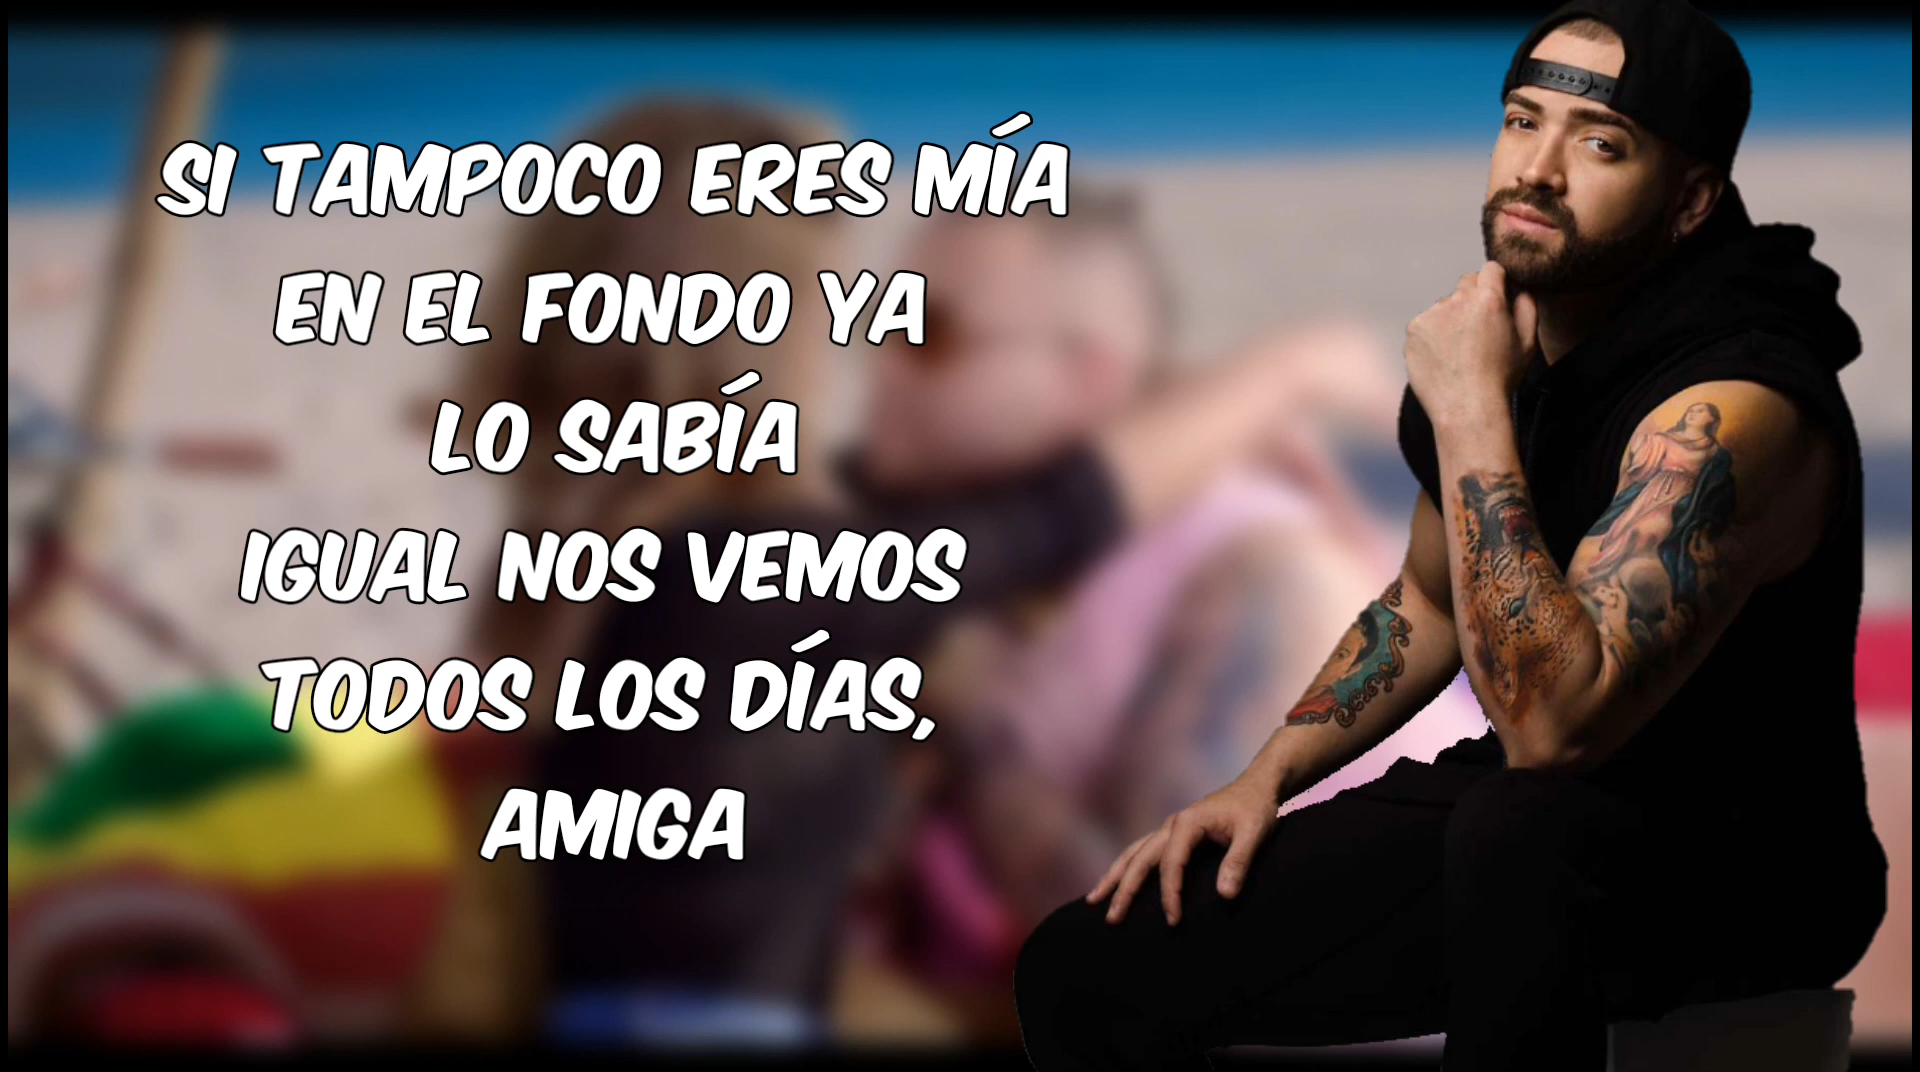 SI TAMPOCO ERES MÍA
EN EL FONDO YA
LO SABÍA
IGUAL NOS VEMOS
TODOS LOS DÍAS,
AMIGA